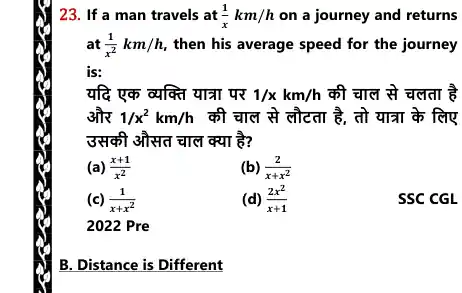 23. If a man travels at 1/x km/h on a journey and returns
at 1/x² km/h, then his average speed for the journey
is:
यदि एक व्यक्ति यात्रा पर 1/x km/h की चाल से चलता है
और 1/x² km/h की चाल से लौटता है, तो यात्रा के लिए
उसकी औसत चाल क्या है?
(a) x+1/x² (b) 2/x+x²
(c) 1/x+x² (d) 2x²/x+1 SSC CGL
2022 Pre
B. Distance is Different